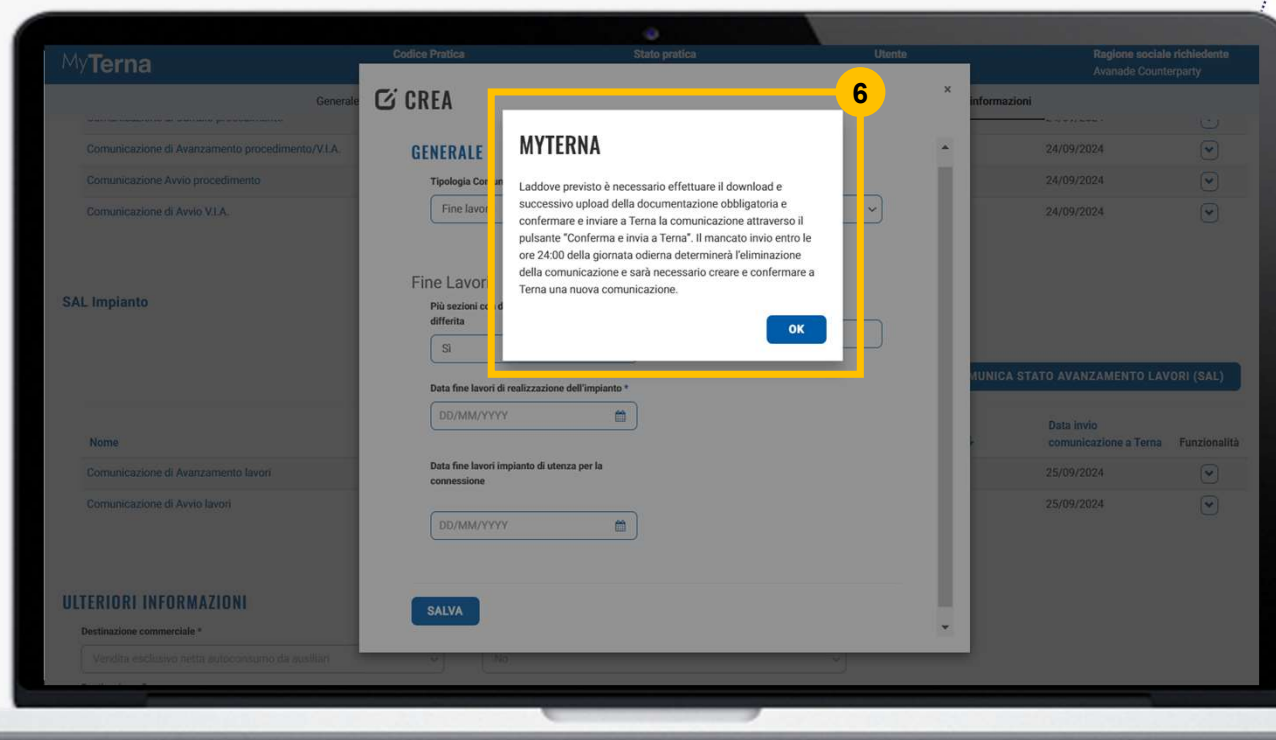 MyTerna
Codice Pratica
Stato pratica
Utente
Ragione sociale richiedente
Avanade Counterparty
Generale
informazioni
CREA
6
×
24/09/2024
Comunicazione di Avanzamento procedimento/V.I.A.
24/09/2024
Comunicazione Avvio procedimento
24/09/2024
Comunicazione di Avvio V.I.A.
24/09/2024
GENERALE
Fine lavor
MYTERNA
Laddove previsto è necessario effettuare il download e
successivo upload della documentazione obbligatoria e
confermare e inviare a Terna la comunicazione attraverso il
pulsante "Conferma e invia a Terna". Il mancato invio entro le
ore 24:00 della giornata odierna determinerà l'eliminazione
della comunicazione e sarà necessario creare e confermare a
Terna una nuova comunicazione.
OK
Fine Lavori
Più sezioni con d
differita
Sì
SAL Impianto
Data fine lavori di realizzazione dell'impianto *
DD/MM/YYYY
Data fine lavori impianto di utenza per la
connessione
DD/MM/YYYY
SALVA
MUNICA STATO AVANZAMENTO LAVORI (SAL)
Nome
Data invio
comunicazione a Terna
Funzionalità
Comunicazione di Avanzamento lavori
25/09/2024
Comunicazione di Avvio lavori
25/09/2024
ULTERIORI INFORMAZIONI
Destinazione commerciale *
Vendita esclusivo netta autoconsumo da ausiliari
No